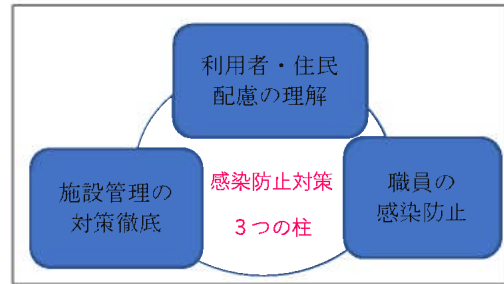 利用者・住民
配慮の理解
施設管理の
対策徹底
感染防止対策
３つの柱
職員の
感染防止